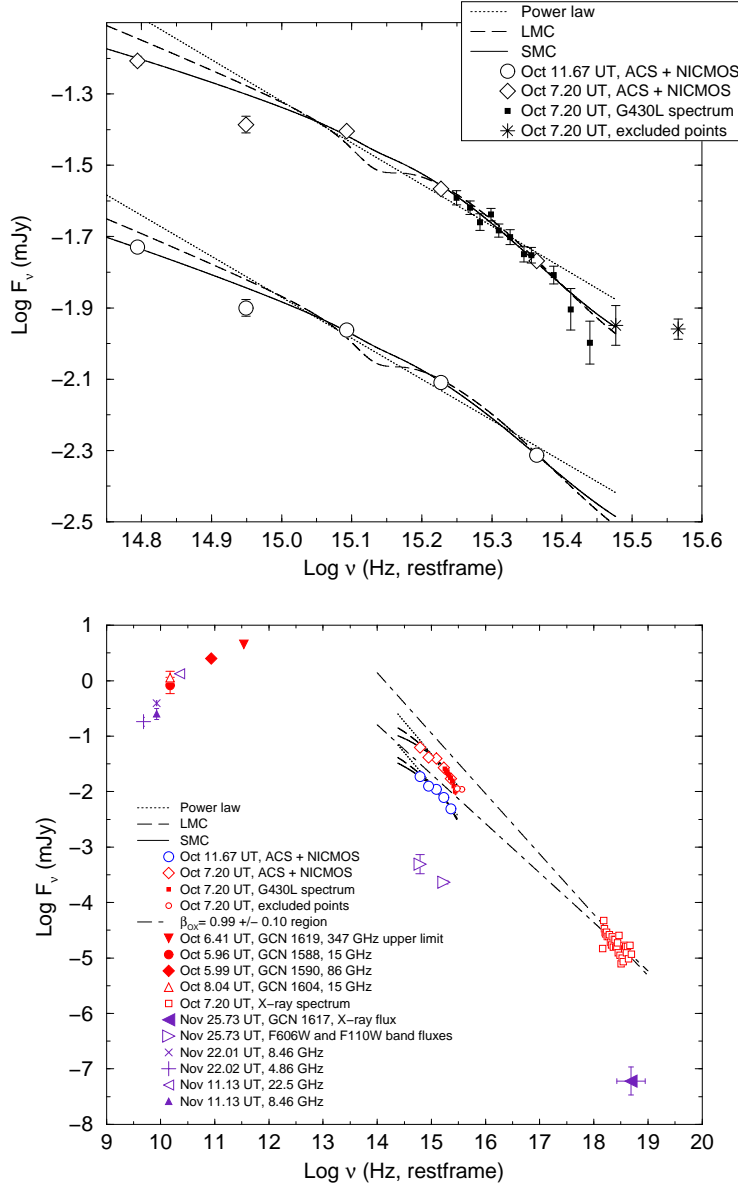 Power law
LMC
SMC
Oct 11.67 UT, ACS + NICMOS
Oct 7.20 UT, ACS + NICMOS
Oct 7.20 UT, G430L spectrum
Oct 7.20 UT, excluded points
−1.3
−1.5
−1.7
−1.9
−2.1
−2.3
−2.5
Log Fν (mJy)
14.8 14.9 15.0 15.1 15.2 15.3 15.4 15.5 15.6
Log ν (Hz, restframe)
1
0
−1
−2
−3
−4
−5
−6
−7
−8
Log Fν (mJy)
Power law
LMC
SMC
Oct 11.67 UT, ACS + NICMOS
Oct 7.20 UT, ACS + NICMOS
Oct 7.20 UT, G430L spectrum
Oct 7.20 UT, excluded points
βOX= 0.99 +/− 0.10 region
Oct 6.41 UT, GCN 1619, 347 GHz upper limit
Oct 5.96 UT, GCN 1588, 15 GHz
Oct 5.99 UT, GCN 1590, 86 GHz
Oct 8.04 UT, GCN 1604, 15 GHz
Oct 7.20 UT, X−ray spectrum
Nov 25.73 UT, GCN 1617, X−ray flux
Nov 25.73 UT, F606W and F110W band fluxes
Nov 22.01 UT, 8.46 GHz
Nov 22.02 UT, 4.86 GHz
Nov 11.13 UT, 22.5 GHz
Nov 11.13 UT, 8.46 GHz
9 10 11 12 13 14 15 16 17 18 19 20
Log ν (Hz, restframe)